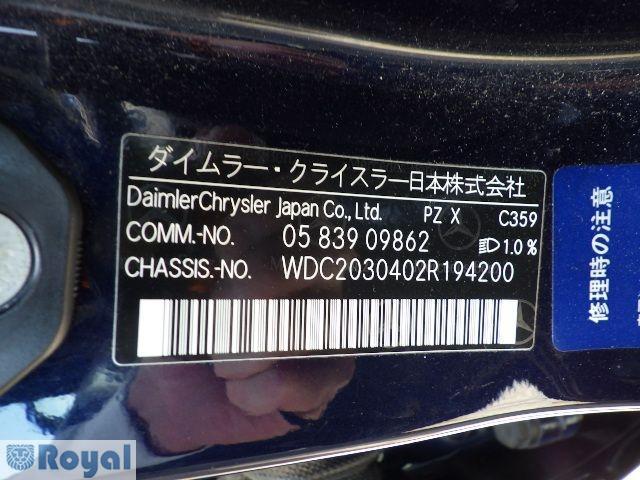 ダイムラー・クライスラー日本株式会社
DaimlerChrysler Japan Co., Ltd. PZ X C359
COMM.-NO. 05 839 09862 1.0%
CHASSIS.-NO. WDC2030402R194200
修理時の注意
Royal